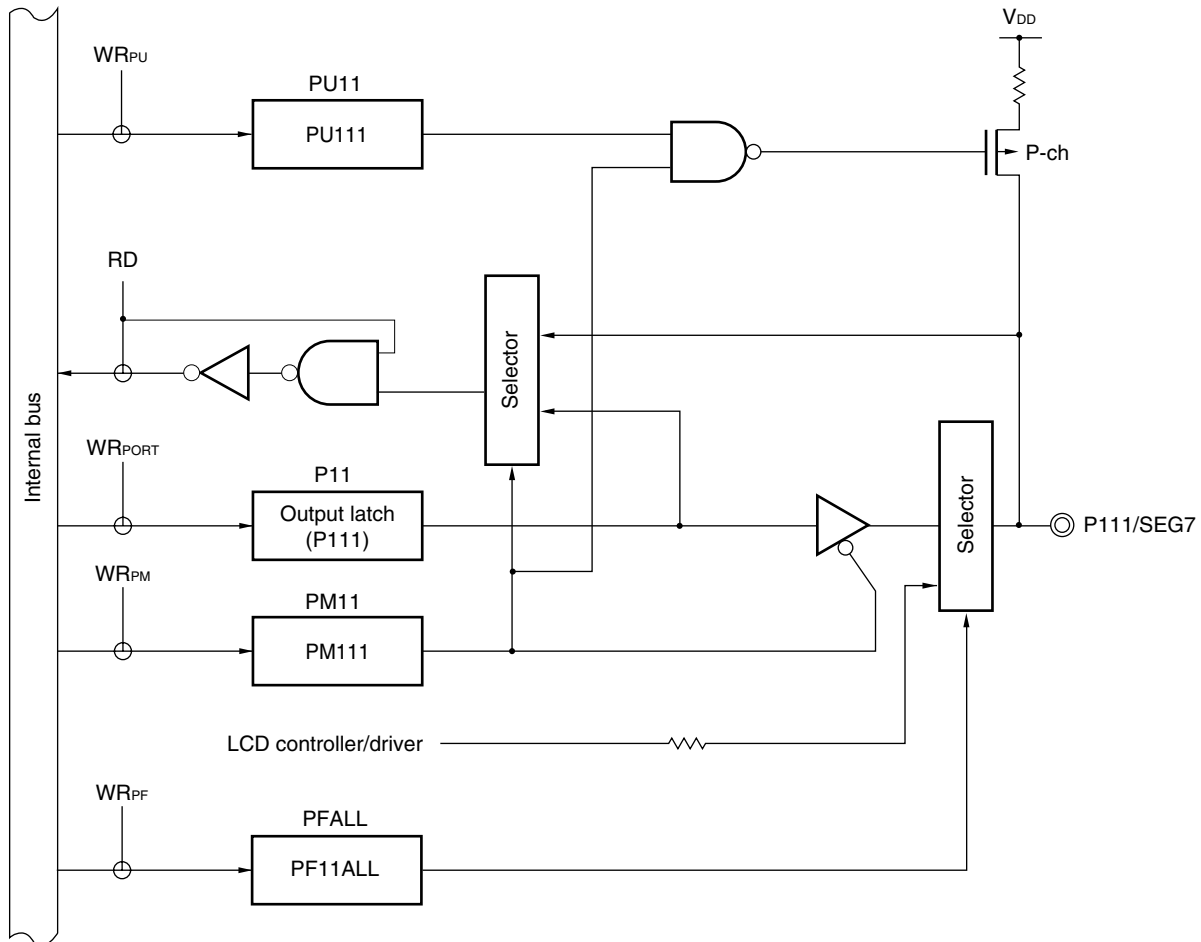 VDD
WRPU
PU11
PU111
P-ch
RD
Selector
Internal bus
WRPORT
P11
Output latch
(P111)
Selector
P111/SEG7
WRPM
PM11
PM111
LCD controller/driver
WRPF
PFALL
PF11ALL